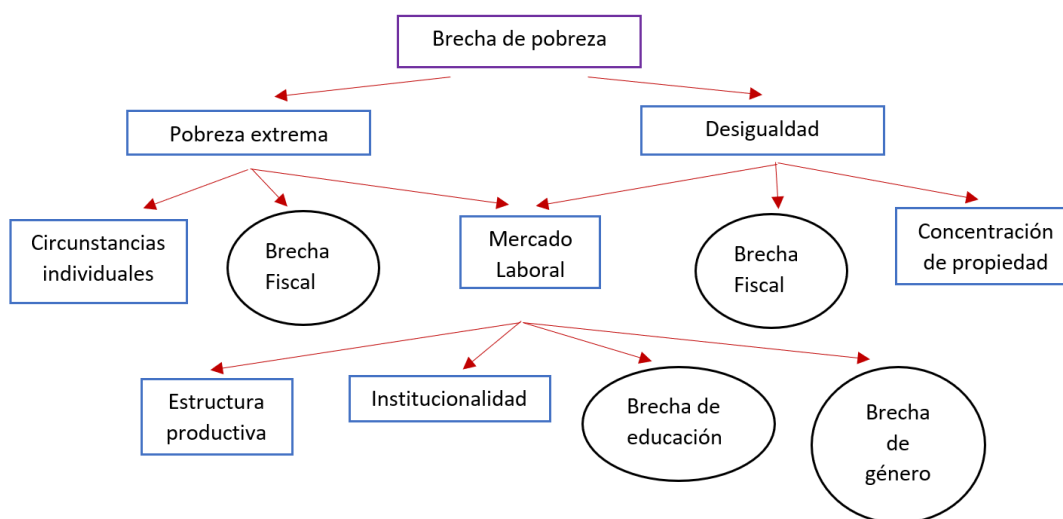 Brecha de pobreza
Pobreza extrema
Desigualdad
Circunstancias
individuales
Brecha
Fiscal
Mercado
Laboral
Brecha
Fiscal
Concentración
de propiedad
Estructura
productiva
Institucionalidad
Brecha de
educación
Brecha
de
género